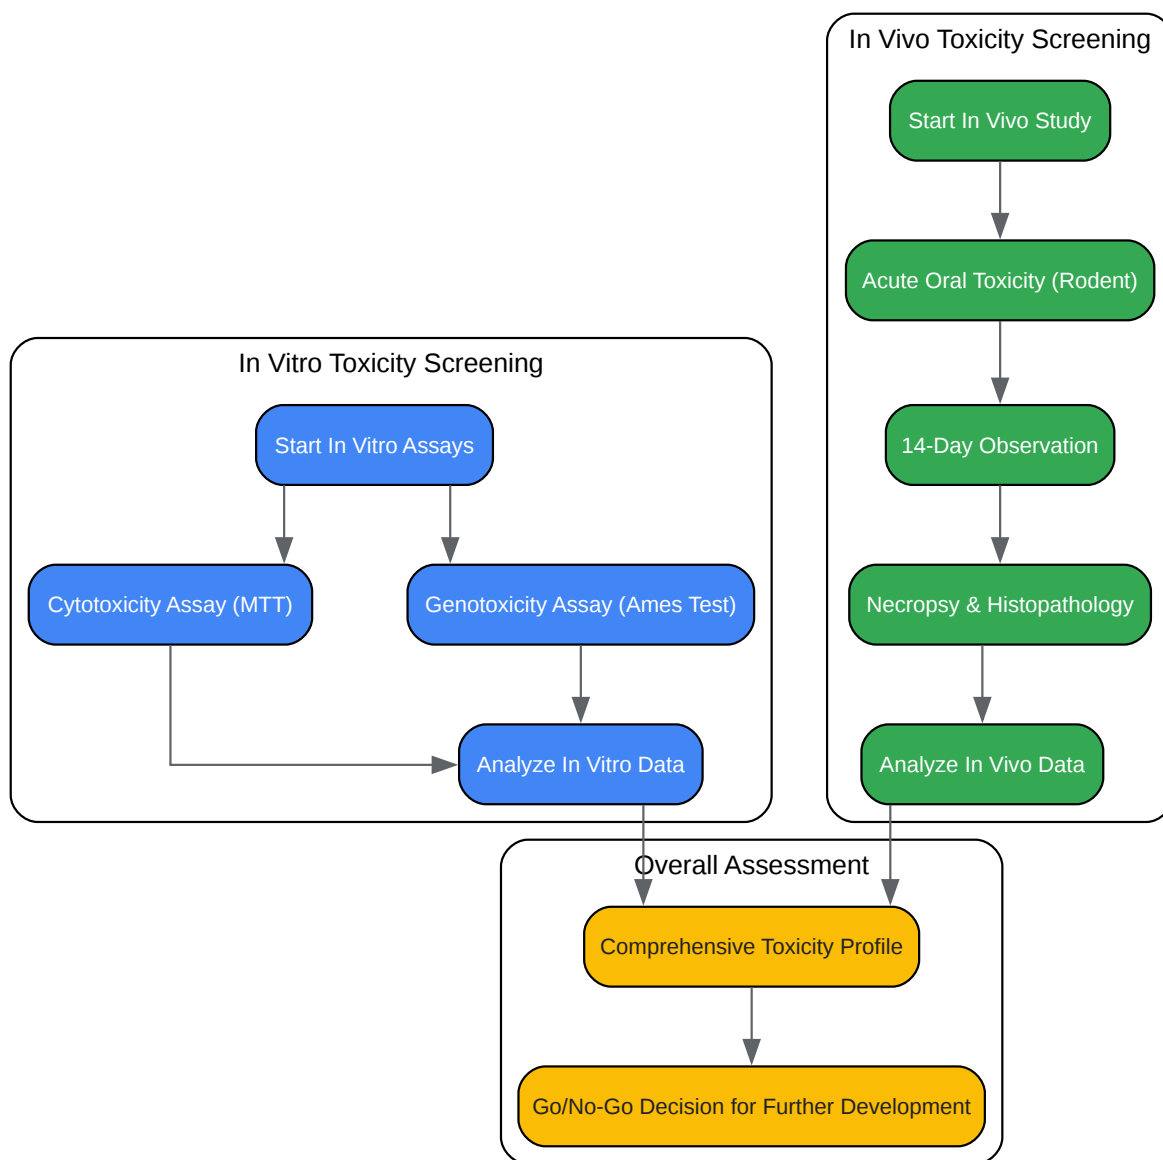 In Vivo Toxicity Screening
Start In Vivo Study
Acute Oral Toxicity (Rodent)
14-Day Observation
Necropsy & Histopathology
Analyze In Vivo Data
In Vitro Toxicity Screening
Start In Vitro Assays
Cytotoxicity Assay (MTT)
Genotoxicity Assay (Ames Test)
Analyze In Vitro Data
Overall Assessment
Comprehensive Toxicity Profile
Go/No-Go Decision for Further Development